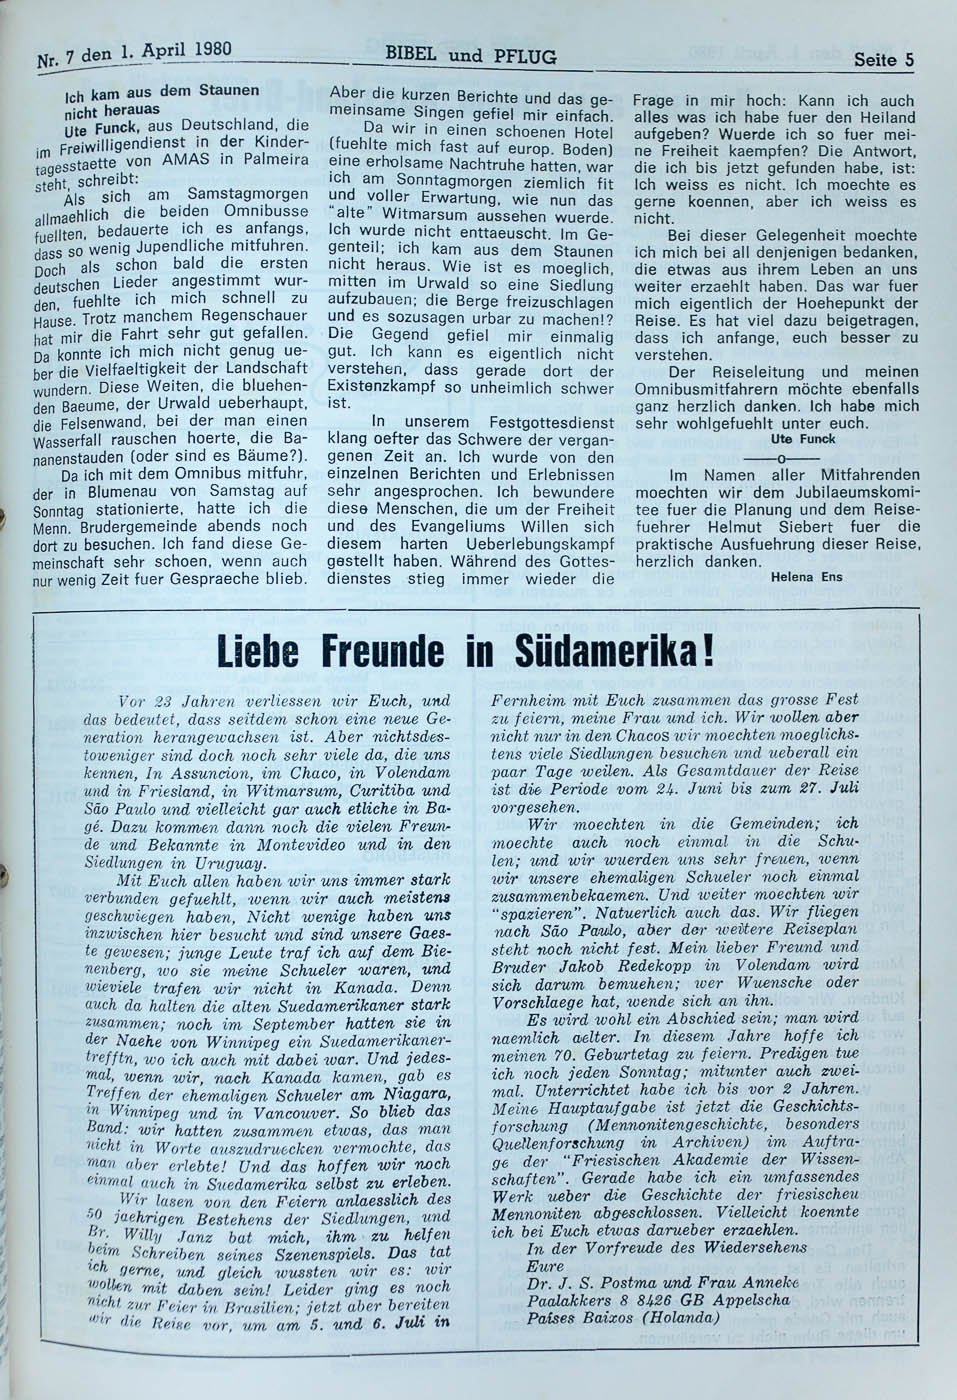 Nr. 7 den 1. April 1980
BIBEL und PFLUG
Seite 5
Ich kam aus dem Staunen
nicht herauas
Ute Funck, aus Deutschland, die
im Freiwilligendienst in der Kinder-
tagesstaette von AMAS in Palmeira
steht, schreibt:
Als sich am Samstagmorgen
allmaehlich die beiden Omnibusse
fuellten, bedauerte ich es anfangs,
dass so wenig Jupendliche mitfuhren.
Doch als schon bald die ersten
deutschen Lieder angestimmt wur-
den, fuehlte ich mich schnell zu
Hause. Trotz manchem Regenschauer
hat mir die Fahrt sehr gut gefallen.
Da konnte ich mich nicht genug ue-
ber die Vielfaeltigkeit der Landschaft
wundern. Diese Weiten, die bluehen-
den Baeume, der Urwald ueberhaupt,
die Felsenwand, bei der man einen
Wasserfall rauschen hoerte, die Ba-
nanenstauden (oder sind es Bäume?).
Da ich mit dem Omnibus mitfuhr,
der in Blumenau von Samstag auf
Sonntag stationierte, hatte ich die
Menn. Brudergemeinde abends noch
dort zu besuchen. Ich fand diese Ge-
meinschaft sehr schoen, wenn auch
nur wenig Zeit fuer Gespraeche blieb.
Aber die kurzen Berichte und das ge-
meinsame Singen gefiel mir einfach.
Da wir in einen schoenen Hotel
(fuehlte mich fast auf europ. Boden)
eine erholsame Nachtruhe hatten, war
ich am Sonntagmorgen ziemlich fit
und voller Erwartung, wie nun das
"alte" Witmarsum aussehen wuerde.
Ich wurde nicht enttaeuscht. Im Ge-
genteil; ich kam aus dem Staunen
nicht heraus. Wie ist es moeglich,
mitten im Urwald so eine Siedlung
aufzubauen; die Berge freizuschlagen
und es sozusagen urbar zu machen!?
Die Gegend gefiel mir einmalig
gut. Ich kann es eigentlich nicht
verstehen, dass gerade dort der
Existenzkampf so unheimlich schwer
ist.
In unserem Festgottesdienst
klang oefter das Schwere der vergan-
genen Zeit an. Ich wurde von den
einzelnen Berichten und Erlebnissen
sehr angesprochen. Ich bewundere
diese Menschen, die um der Freiheit
und des Evangeliums Willen sich
diesem harten Ueberlebungskampf
gestellt haben. Während des Gottes-
dienstes stieg immer wieder die
Frage in mir hoch: Kann ich auch
alles was ich habe fuer den Heiland
aufgeben? Wuerde ich so fuer mei-
ne Freiheit kaempfen? Die Antwort,
die ich bis jetzt gefunden habe, ist:
Ich weiss es nicht. Ich moechte es
gerne koennen, aber ich weiss es
nicht.
Bei dieser Gelegenheit moechte
ich mich bei all denjenigen bedanken,
die etwas aus ihrem Leben an uns
weiter erzaehlt haben. Das war fuer
mich eigentlich der Hoehepunkt der
Reise. Es hat viel dazu beigetragen,
dass ich anfange, euch besser zu
verstehen.
Der Reiseleitung und meinen
Omnibusmitfahrern möchte ebenfalls
ganz herzlich danken. Ich habe mich
sehr wohlgefuehlt unter euch.
Ute Funck
——o——
Im Namen aller Mitfahrenden
moechten wir dem Jubilaeumskomi-
tee fuer die Planung und dem Reise-
fuehrer Helmut Siebert fuer die
praktische Ausfuehrung dieser Reise,
herzlich danken.
Helena Ens
Liebe Freunde in Südamerika!
Vor 23 Jahren verliessen wir Euch, und
das bedeutet, dass seitdem schon eine neue Ge-
neration herangewachsen ist. Aber nichtsdes-
toweniger sind doch noch sehr viele da, die uns
kennen, In Assuncion, im Chaco, in Volendam
und in Friesland, in Witmarsum, Curitiba und
São Paulo und vielleicht gar auch etliche in Ba-
gé. Dazu kommen dann noch die vielen Freun-
de und Bekannte in Montevideo und in den
Siedlungen in Uruguay.
Mit Euch allen haben wir uns immer stark
verbunden gefuehlt, wenn wir auch meistens
geschwiegen haben, Nicht wenige haben uns
inzwischen hier besucht und sind unsere Gaes-
te gewesen; junge Leute traf ich auf dem Bie-
nenberg, wo sie meine Schueler waren, und
wieviele trafen wir nicht in Kanada. Denn
auch da halten die alten Suedamerikaner stark
zusammen; noch im September hatten sie in
der Naehe von Winnipeg ein Suedamerikaner-
trefftn, wo ich auch mit dabei war. Und jedes-
mal, wenn wir, nach Kanada kamen, gab es
Treffen der ehemaligen Schueler am Niagara,
in Winnipeg und in Vancouver. So blieb das
Band: wir hatten zusammen etwas, das man
nicht in Worte auszudruecken vermochte, das
man aber erlebte! Und das hoffen wir noch
einmal auch in Suedamerika selbst zu erleben.
Wir lasen von den Feiern anlaesslich des
50 jaehrigen Bestehens der Siedlungen, und
Br. Willy Janz bat mich, ihm zu helfen
beim Schreiben seines Szenenspiels. Das tat
ich gerne, und gleich wussten wir es: wir
wollen mit daben sein! Leider ging es noch
nicht zur Feier in Brasilien; jetzt aber bereiten
wir die Reise vor, um am 5. und 6. Juli in
Fernheim mit Euch zusammen das grosse Fest
zu feiern, meine Frau und ich. Wir wollen aber
nicht nur in den Chacos wir moechten moeglichs-
tens viele Siedlungen besuchen und ueberall ein
paar Tage weilen. Als Gesamtdauer der Reise
ist die Periode vom 24. Juni bis zum 27. Juli
vorgesehen.
Wir moechten in die Gemeinden; ich
moechte auch noch einmal in die Schu-
len; und wir wuerden uns sehr freuen, wenn
wir unsere ehemaligen Schueler noch einmal
zusammenbekaemen. Und weiter moechten wir
"spazieren". Natuerlich auch das. Wir fliegen
nach São Paulo, aber der weitere Reiseplan
steht noch nicht fest. Mein lieber Freund und
Bruder Jakob Redekopp in Volendam wird
sich darum bemuehen; wer Wuensche oder
Vorschlaege hat, wende sich an ihn.
Es wird wohl ein Abschied sein; man wird
naemlich aelter. In diesem Jahre hoffe ich
meinen 70. Geburtetag zu feiern. Predigen tue
ich noch jeden Sonntag; mitunter auch zwei-
mal. Unterrichtet habe ich bis vor 2 Jahren.
Meine Hauptaufgabe ist jetzt die Geschichts-
forschung (Mennonitengeschichte, besonders
Quellenforschung in Archiven) im Auftra-
ge der "Friesischen Akademie der Wissen-
schaften". Gerade habe ich ein umfassendes
Werk ueber die Geschichte der friesischeu
Mennoniten abgeschlossen. Vielleicht koennte
ich bei Euch etwas darueber erzaehlen.
In der Vorfreude des Wiedersehens
Eure
Dr. J. S. Postma und Frau Anneke
Paalakkers 8 8426 GB Appelscha
Paises Baixos (Holanda)